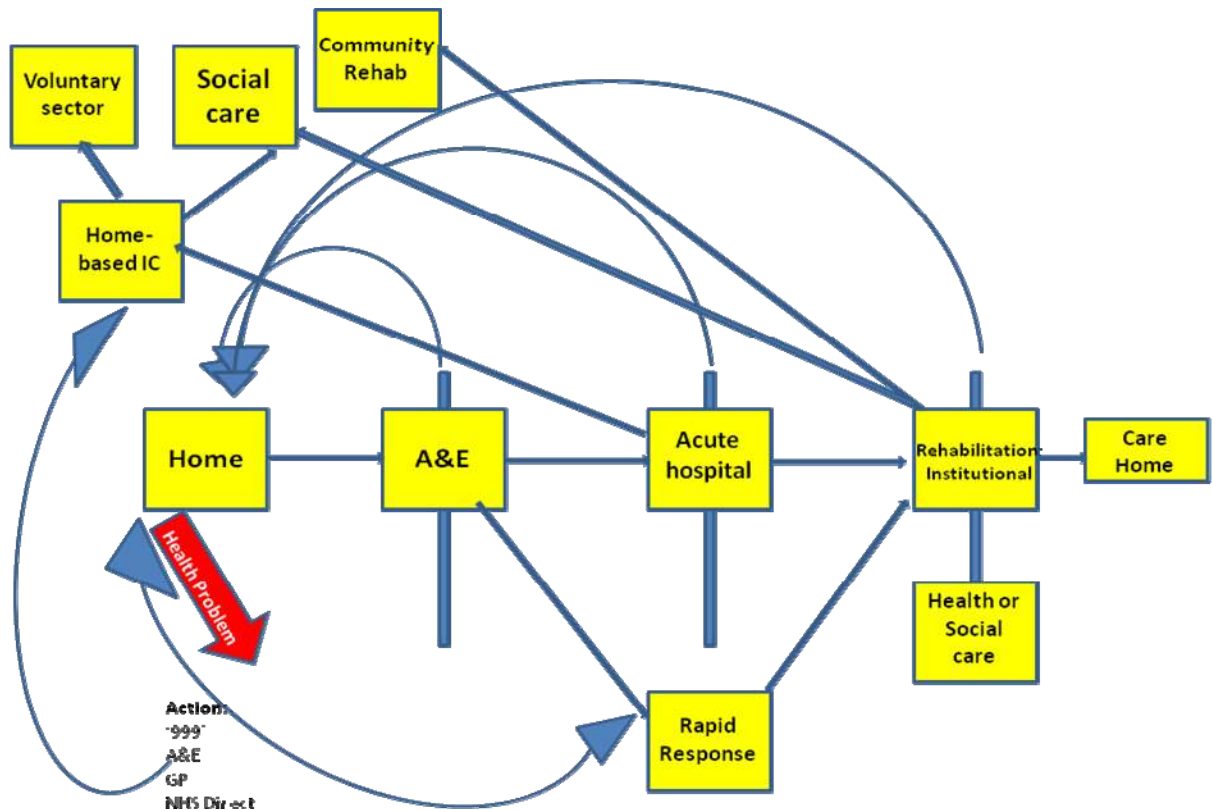 Community
Rehab
Voluntary
sector
Social
care
Home-
based IC
Home
A&E
Acute
hospital
Rehabilitation-
Institutional
Care
Home
Health Problem
Health or
Social
care
Action:
"999"
A&E
GP
NHS Direct
Rapid
Response